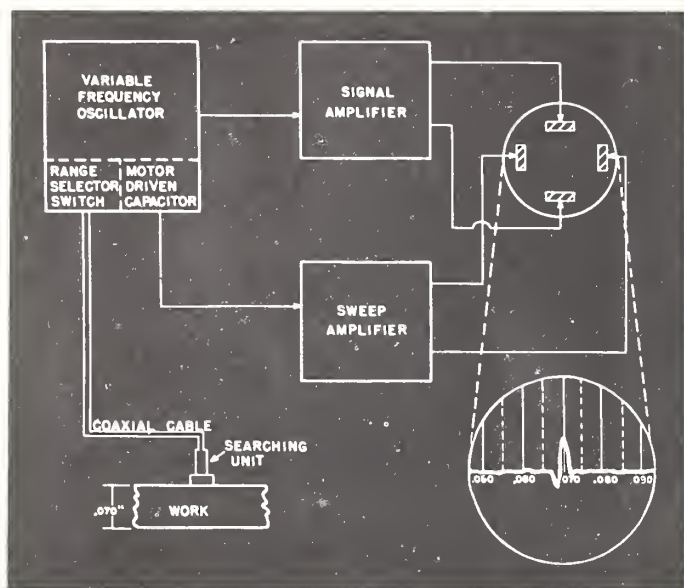 VARIABLE
FREQUENCY
OSCILLATOR
RANGE
SELECTOR
SWITCH
MOTOR
DRIVEN
CAPACITOR
SIGNAL
AMPLIFIER
SWEEP
AMPLIFIER
COAXIAL CABLE
SEARCHING
UNIT
.070"
WORK
.050 .060 .070 .080 .090